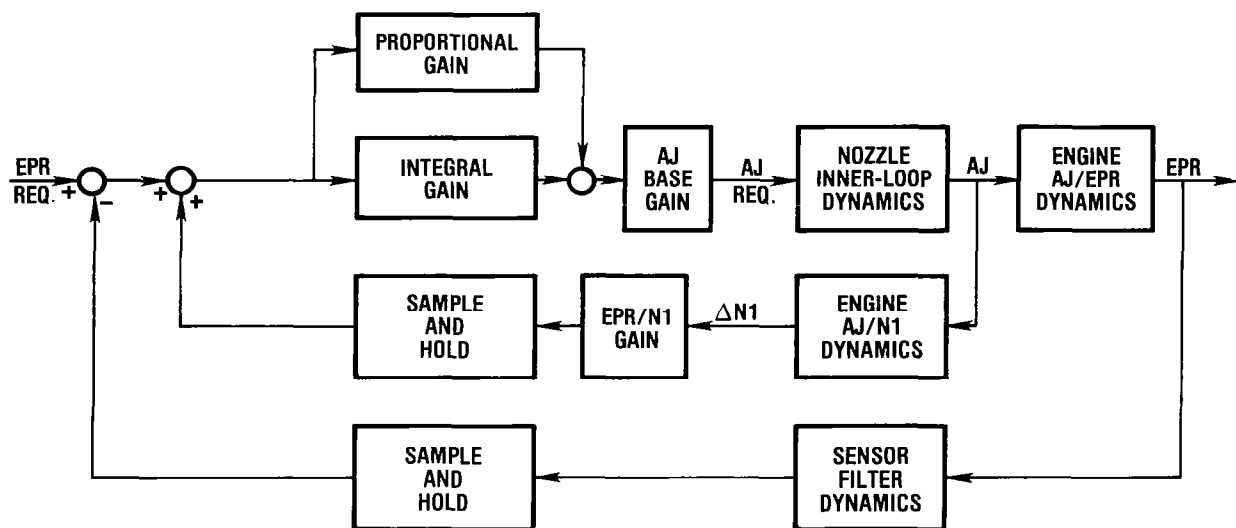 PROPORTIONAL
GAIN
EPR
REQ.
+
-
+
+
INTEGRAL
GAIN
AJ
BASE
GAIN
AJ
REQ.
NOZZLE
INNER-LOOP
DYNAMICS
AJ
ENGINE
AJ/EPR
DYNAMICS
EPR
SAMPLE
AND
HOLD
EPR/N1
GAIN
ΔN1
ENGINE
AJ/N1
DYNAMICS
SAMPLE
AND
HOLD
SENSOR
FILTER
DYNAMICS